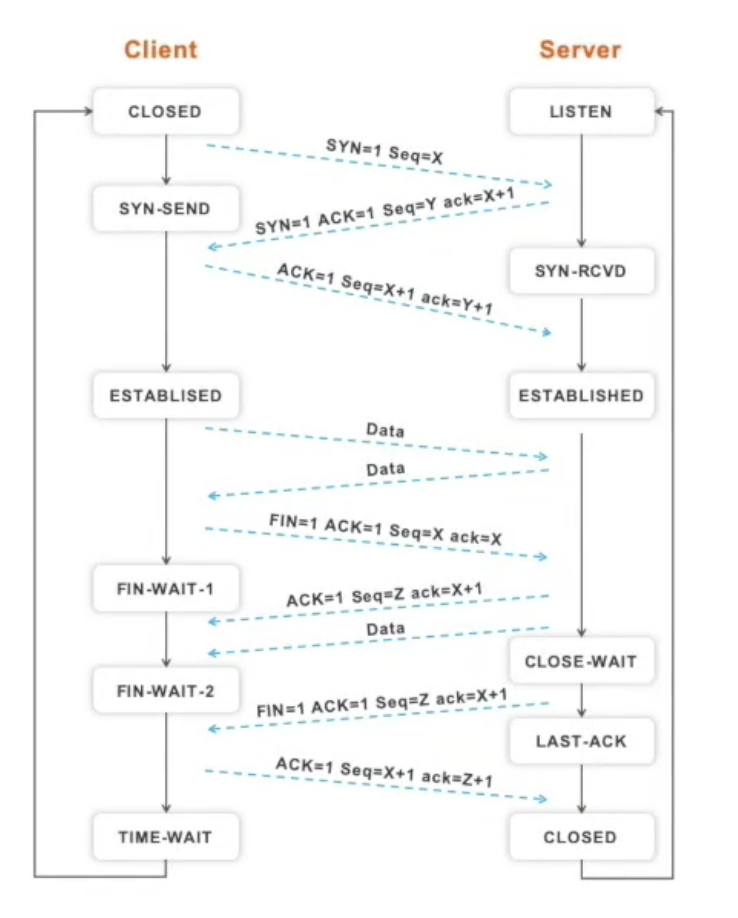 Client
Server
CLOSED
LISTEN
SYN=1 Seq=X
SYN-SEND
SYN=1 ACK=1 Seq=Y ack=X+1
SYN-RCVD
ACK=1 Seq=X+1 ack=Y+1
ESTABLISED
ESTABLISHED
Data
Data
FIN=1 ACK=1 Seq=X ack=X
FIN-WAIT-1
ACK=1 Seq=Z ack=X+1
Data
CLOSE-WAIT
FIN-WAIT-2
FIN=1 ACK=1 Seq=Z ack=X+1
LAST-ACK
ACK=1 Seq=X+1 ack=Z+1
TIME-WAIT
CLOSED